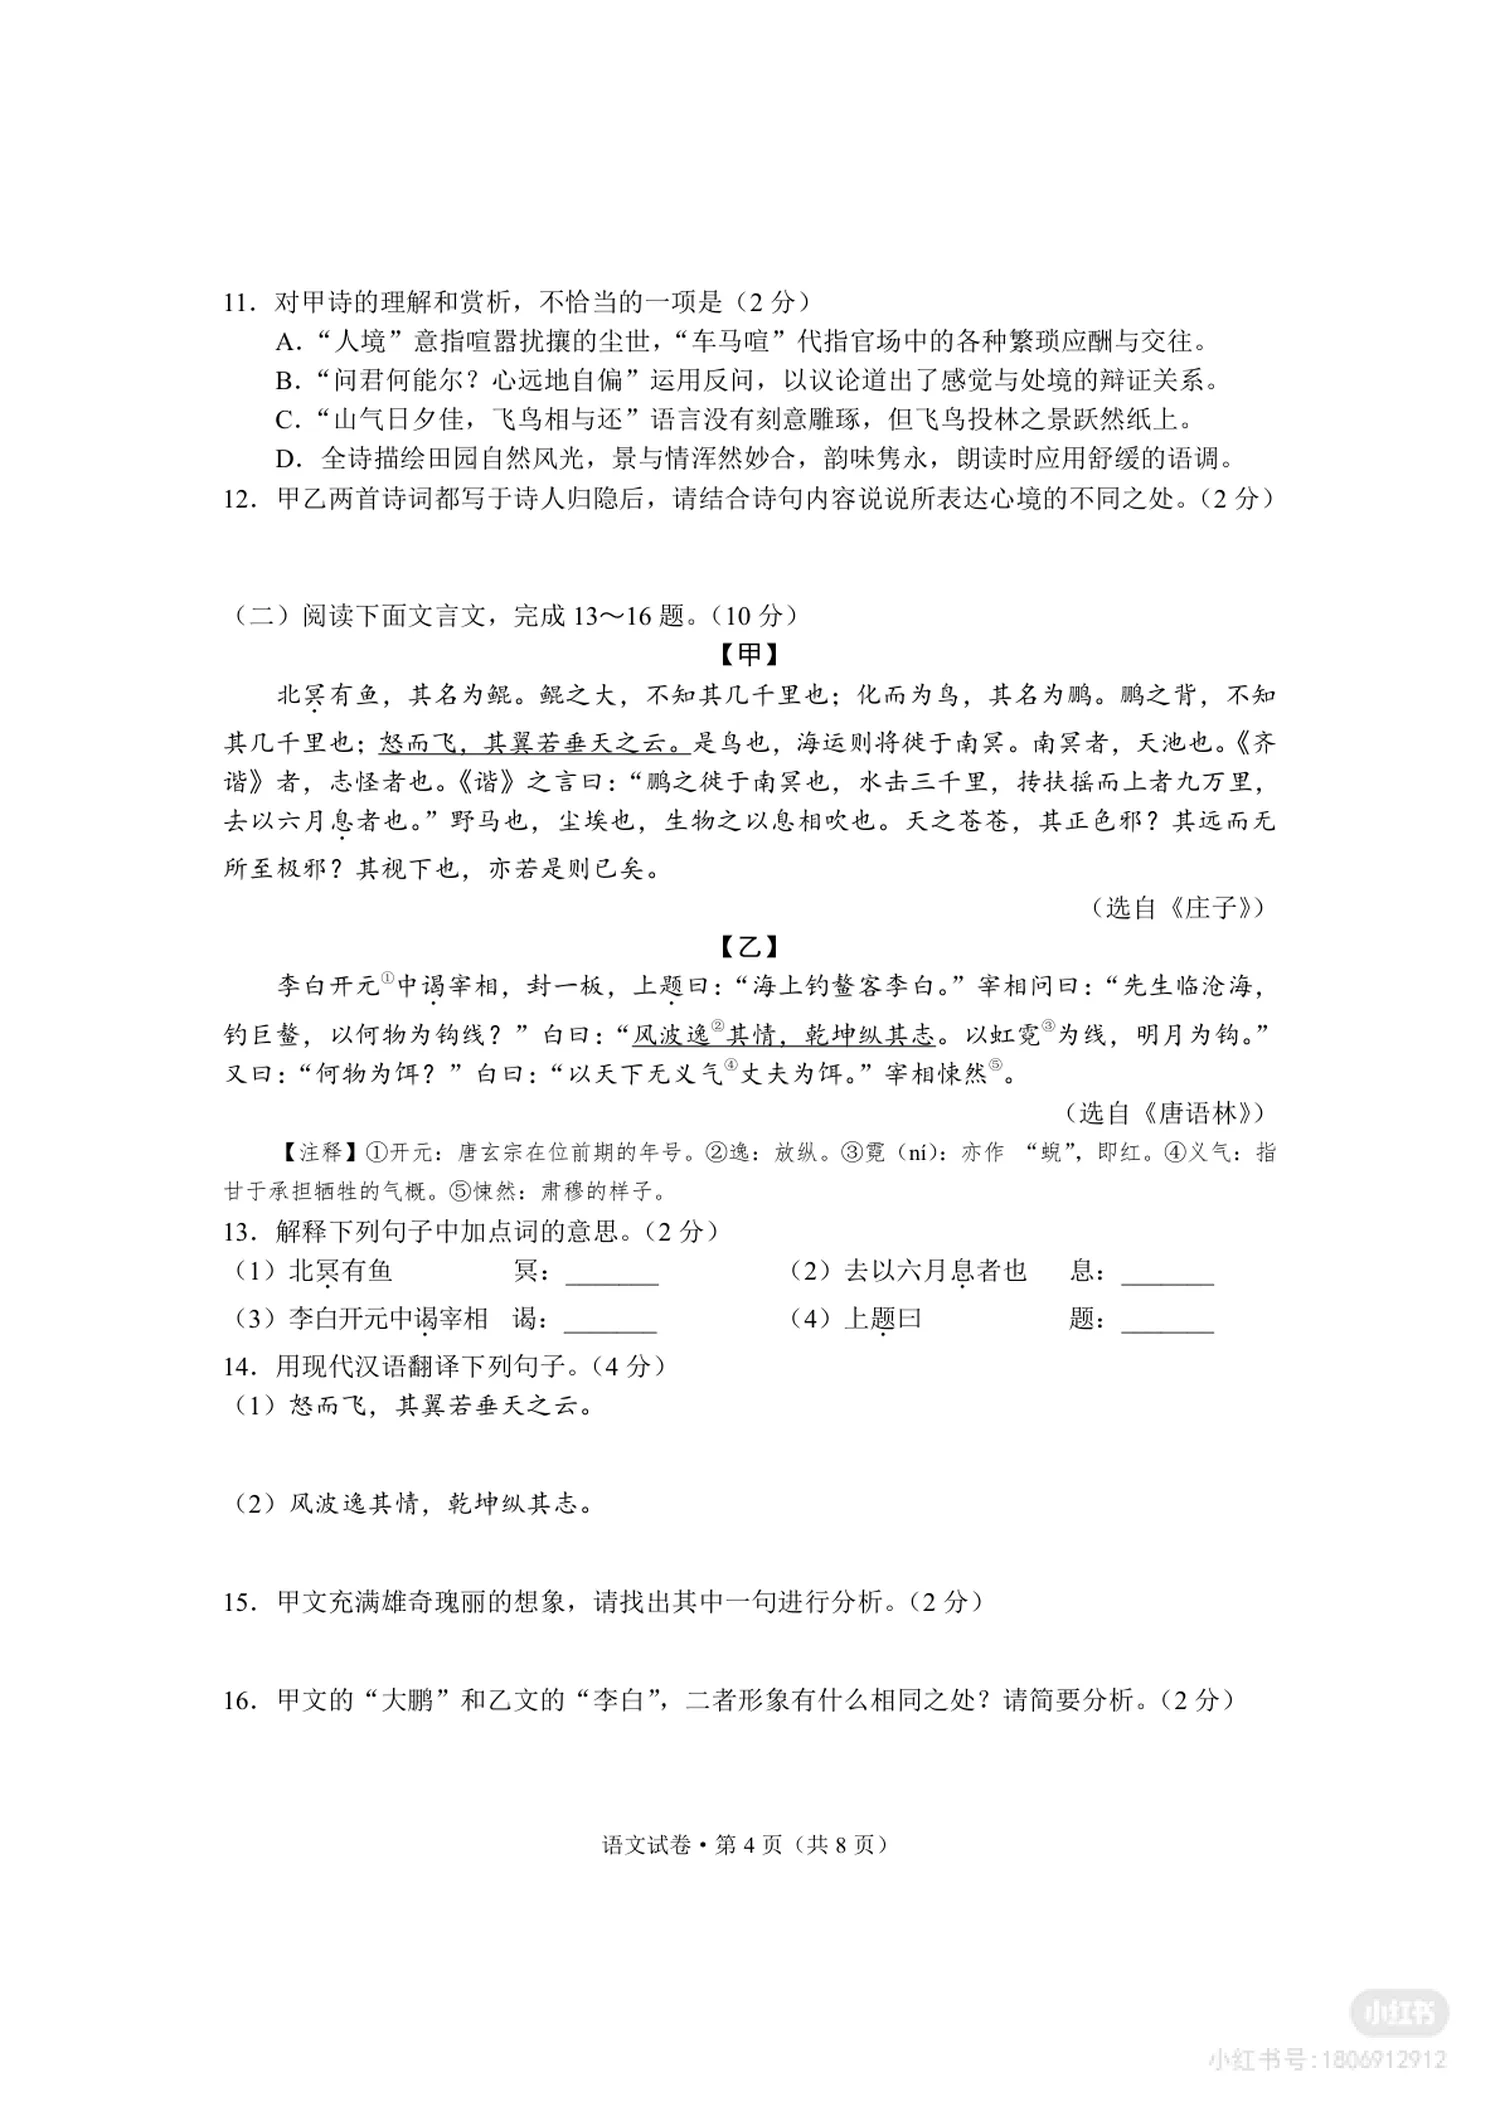 11．对甲诗的理解和赏析，不恰当的一项是（2 分）
A．“人境”意指喧嚣扰攘的尘世，“车马喧”代指官场中的各种繁琐应酬与交往。
B．“问君何能尔？心远地自偏”运用反问，以议论道出了感觉与处境的辩证关系。
C．“山气日夕佳，飞鸟相与还”语言没有刻意雕琢，但飞鸟投林之景跃然纸上。
D．全诗描绘田园自然风光，景与情浑然妙合，韵味隽永，朗读时应用舒缓的语调。
12．甲乙两首诗词都写于诗人归隐后，请结合诗句内容说说所表达心境的不同之处。（2 分）
（二）阅读下面文言文，完成 13～16 题。（10 分）
【甲】
北冥有鱼，其名为鲲。鲲之大，不知其几千里也；化而为鸟，其名为鹏。鹏之背，不知
其几千里也；怒而飞，其翼若垂天之云。是鸟也，海运则将徙于南冥。南冥者，天池也。《齐
谐》者，志怪者也。《谐》之言曰：“鹏之徙于南冥也，水击三千里，抟扶摇而上者九万里，
去以六月息者也。”野马也，尘埃也，生物之以息相吹也。天之苍苍，其正色邪？其远而无
所至极邪？其视下也，亦若是则已矣。
（选自《庄子》）
【乙】
李白开元①中谒宰相，封一板，上题曰：“海上钓鳌客李白。”宰相问曰：“先生临沧海，
钓巨鳌，以何物为钩线？”白曰：“风波逸②其情，乾坤纵其志。以虹霓③为线，明月为钩。”
又曰：“何物为饵？”白曰：“以天下无义气④丈夫为饵。”宰相悚然⑤。
（选自《唐语林》）
【注释】①开元：唐玄宗在位前期的年号。②逸：放纵。③霓（ní）：亦作 “蜺”，即红。④义气：指
甘于承担牺牲的气概。⑤悚然：肃穆的样子。
13．解释下列句子中加点词的意思。（2 分）
（1）北冥有鱼 冥：_______ （2）去以六月息者也 息：_______
（3）李白开元中谒宰相 谒：_______ （4）上题曰 题：_______
14．用现代汉语翻译下列句子。（4 分）
（1）怒而飞，其翼若垂天之云。
（2）风波逸其情，乾坤纵其志。
15．甲文充满雄奇瑰丽的想象，请找出其中一句进行分析。（2 分）
16．甲文的“大鹏”和乙文的“李白”，二者形象有什么相同之处？请简要分析。（2 分）
语文试卷·第 4 页（共 8 页）
小红书
小红书号:1806912912